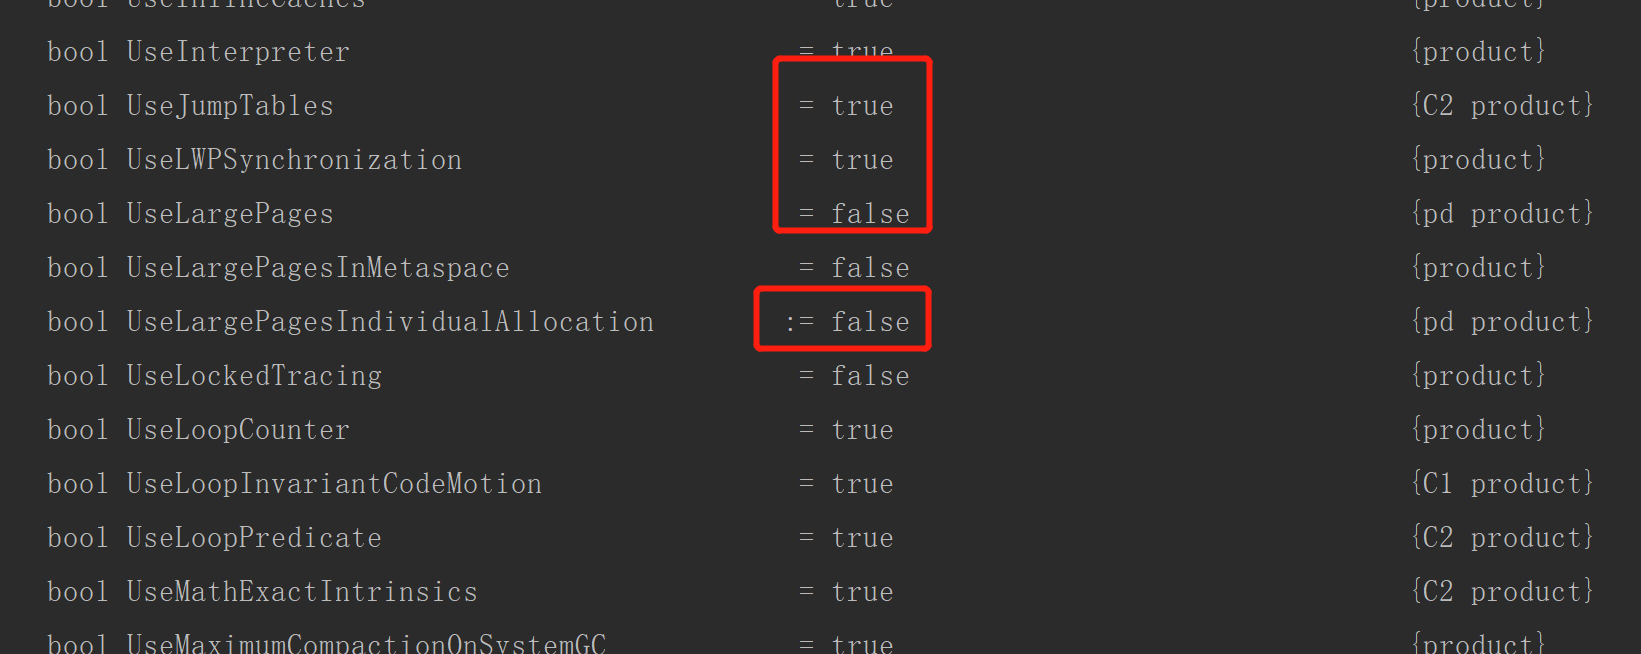 bool UseInlineCaches = true {product}
bool UseInterpreter = true {product}
bool UseJumpTables = true {C2 product}
bool UseLWPSynchronization = true {product}
bool UseLargePages = false {pd product}
bool UseLargePagesInMetaspace = false {product}
bool UseLargePagesIndividualAllocation := false {pd product}
bool UseLockedTracing = false {product}
bool UseLoopCounter = true {product}
bool UseLoopInvariantCodeMotion = true {C1 product}
bool UseLoopPredicate = true {C2 product}
bool UseMathExactIntrinsics = true {C2 product}
bool UseMaximumCompactionOnSystemGC = true {product}